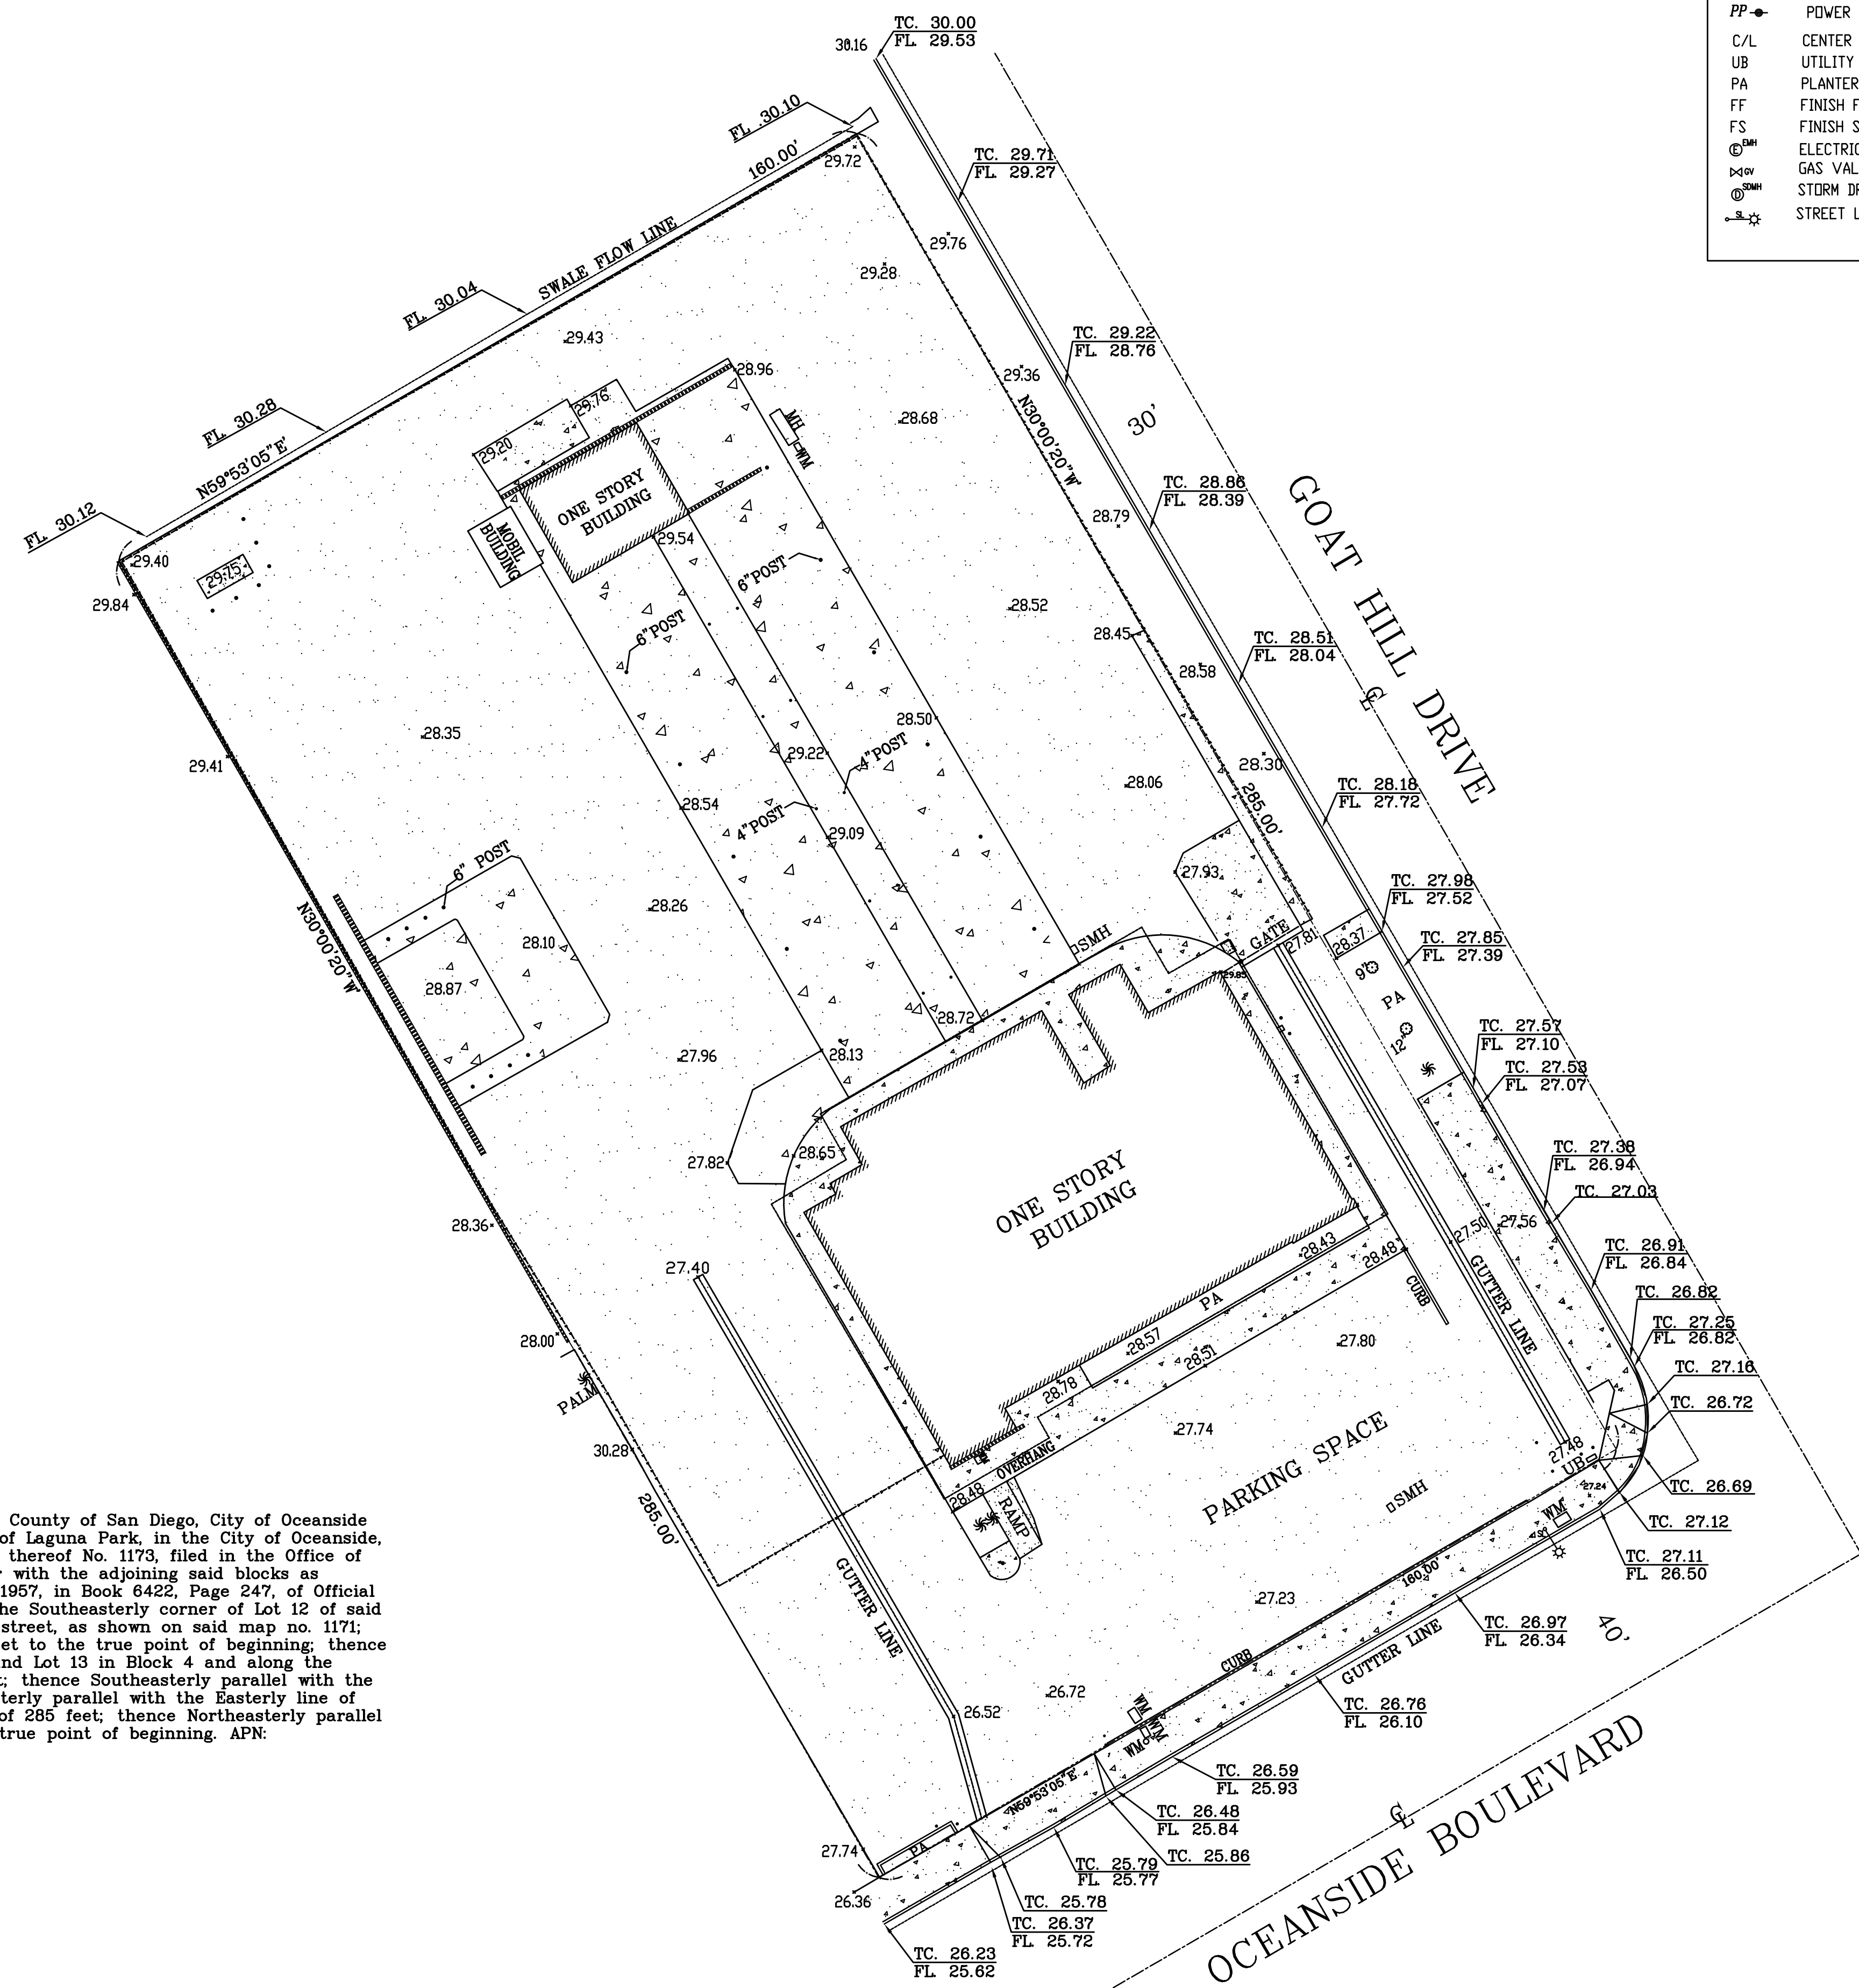 PP POWER
C/L CENTER
UB UTILITY
PA PLANTER
FF FINISH F
FS FINISH S
E EMH ELECTRIC
GV GAS VAL
D SDMH STORM DR
SL STREET L
TC. 30.00
FL. 29.53
30.16
FL .30.10
160.00'
29.72
TC. 29.71
FL. 29.27
29.76
29.28
SWALE FLOW LINE
FL. 30.04
29.43
TC. 29.22
FL. 28.76
28.96
29.36
29.76
28.68
30'
FL. 30.28
MH
WM
N30°00'20"W'
29.20
N59°53'05"E'
TC. 28.86
FL. 28.39
ONE STORY
BUILDING
28.79
FL. 30.12
MOBIL
BUILDING
29.54
GOAT HILL DRIVE
29.40
29.75
6"POST
29.84
28.52
6"POST
28.45
TC. 28.51
FL. 28.04
28.58
C/L
28.50
28.35
29.22
4"POST
29.41
28.30
28.06
TC. 28.18
FL. 27.72
28.54
285.00'
4"POST
29.09
6" POST
27.93
TC. 27.98
FL. 27.52
28.26
N30°00'20"W'
28.10
SMH
GATE
27.81
28.37
TC. 27.85
FL. 27.39
29.85
9"
28.87
PA
28.72
12"
TC. 27.57
FL. 27.10
27.96
28.13
TC. 27.53
FL. 27.07
28.65
27.82
TC. 27.38
FL. 26.94
ONE STORY
BUILDING
TC. 27.03
28.36
27.50
27.56
28.43
28.48
TC. 26.91
FL. 26.84
27.40
CURB
GUTTER LINE
PA
TC. 26.82
28.00
28.57
28.51
27.80
TC. 27.25
FL. 26.82
PALM
28.78
TC. 27.16
TC. 26.72
27.74
30.28
OVERHANG
PARKING SPACE
27.48
UB
28.48
RAMP
SMH
27.24
TC. 26.69
WM
285.00'
TC. 27.12
TC. 27.11
FL. 26.50
160.00'
GUTTER LINE
27.23
TC. 26.97
FL. 26.34
40'
CURB
GUTTER LINE
26.72
26.52
WM
WM
WM
TC. 26.76
FL. 26.10
TC. 26.59
FL. 25.93
N59°53'05"E'
TC. 26.48
FL. 25.84
C/L
OCEANSIDE BOULEVARD
27.74
PA
TC. 25.86
TC. 25.79
FL. 25.77
26.36
TC. 25.78
TC. 26.37
FL. 25.72
TC. 26.23
FL. 25.62
County of San Diego, City of Oceanside
of Laguna Park, in the City of Oceanside,
thereof No. 1173, filed in the Office of
with the adjoining said blocks as
1957, in Book 6422, Page 247, of Official
he Southeasterly corner of Lot 12 of said
street, as shown on said map no. 1171;
et to the true point of beginning; thence
nd Lot 13 in Block 4 and along the
t; thence Southeasterly parallel with the
terly parallel with the Easterly line of
of 285 feet; thence Northeasterly parallel
true point of beginning. APN: